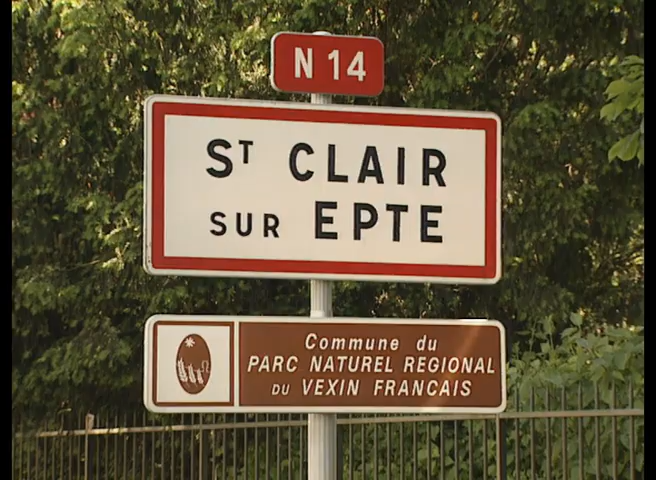 N 14
ST CLAIR
SUR EPTE
Commune du
PARC NATUREL REGIONAL
DU VEXIN FRANCAIS